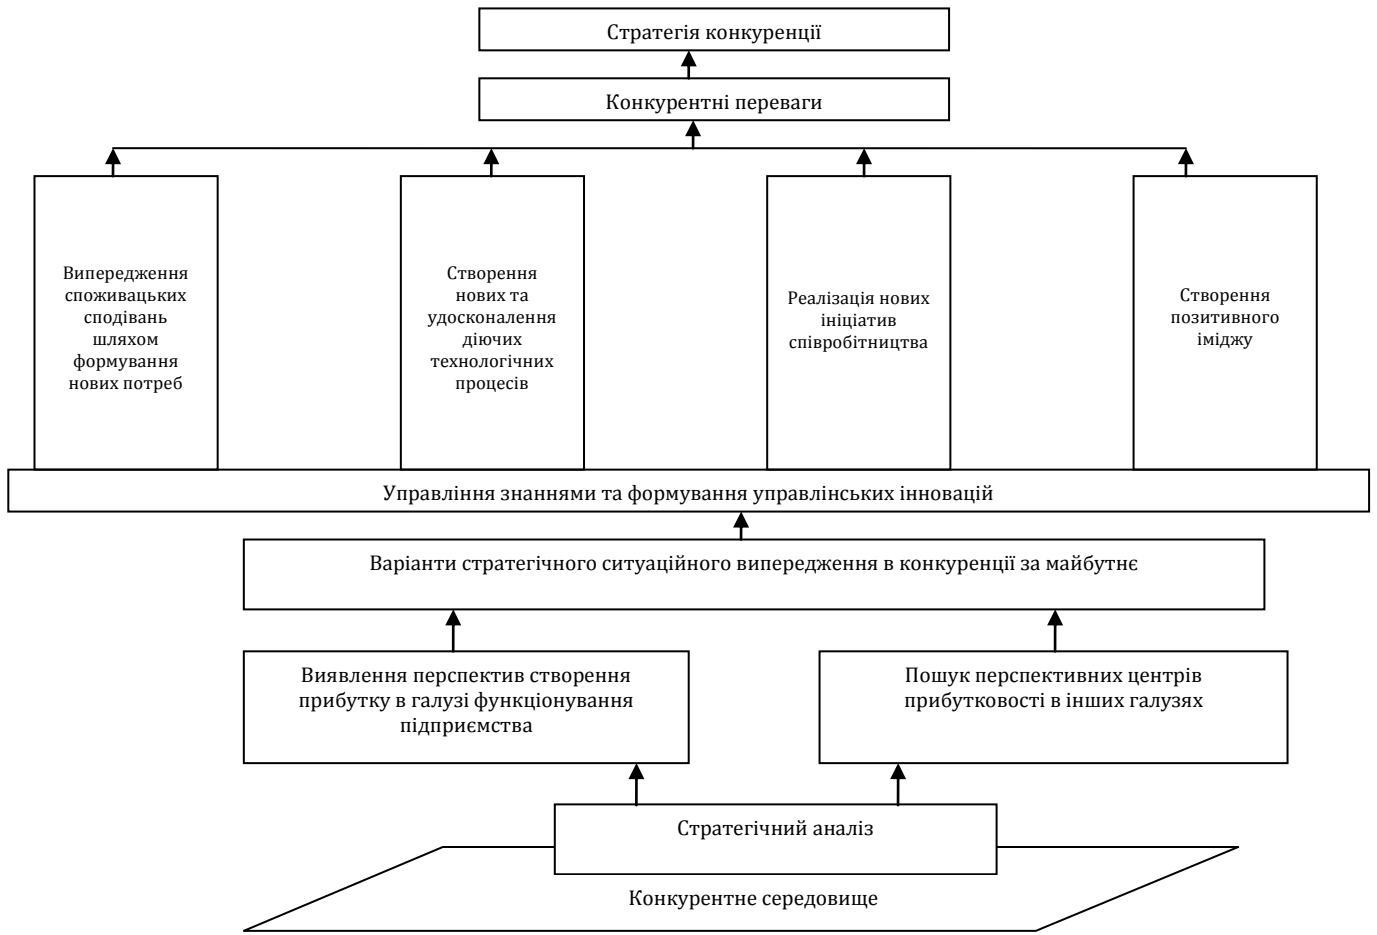 Стратегія конкуренції
Конкурентні переваги
Випередження
споживацьких
сподівань
шляхом
формування
нових потреб
Створення
нових та
удосконалення
діючих
технологічних
процесів
Реалізація нових
ініціатив
співробітництва
Створення
позитивного
іміджу
Управління знаннями та формування управлінських інновацій
Варіанти стратегічного ситуаційного випередження в конкуренції за майбутнє
Виявлення перспектив створення
прибутку в галузі функціонування
підприємства
Пошук перспективних центрів
прибутковості в інших галузях
Стратегічний аналіз
Конкурентне середовище